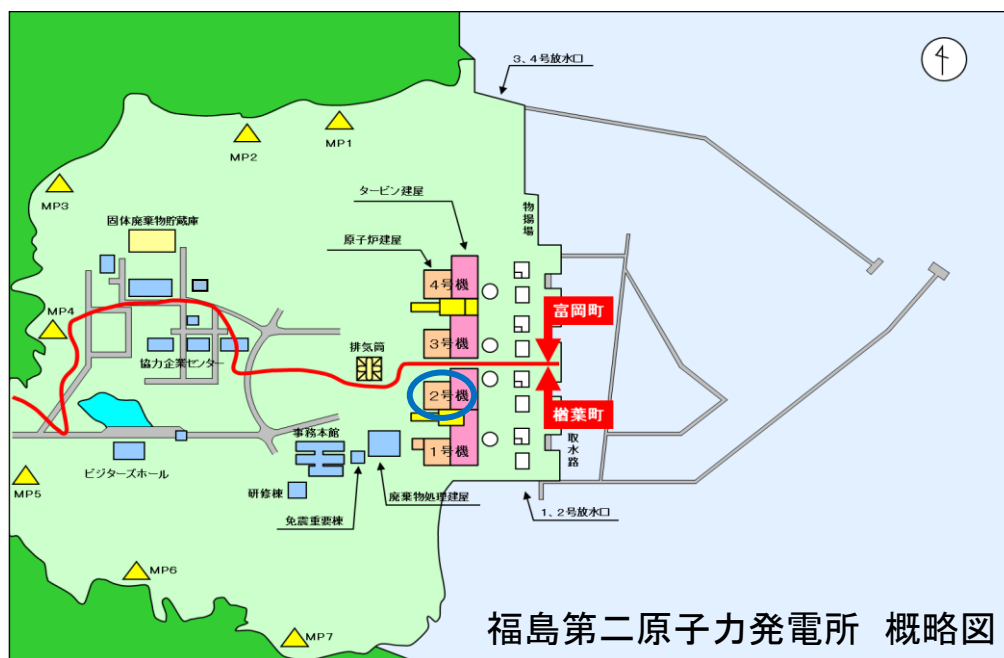 3、4号放水口
MP1
MP2
MP3
タービン建屋
物揚場
固体廃棄物貯蔵庫
原子炉建屋
4号機
富岡町
MP4
3号機
排気筒
協力企業センター
2号機
楢葉町
事務本館
取水路
1号機
ビジターズホール
MP5
研修棟
廃棄物処理建屋
免震重要棟
1、2号放水口
MP6
MP7
福島第二原子力発電所 概略図